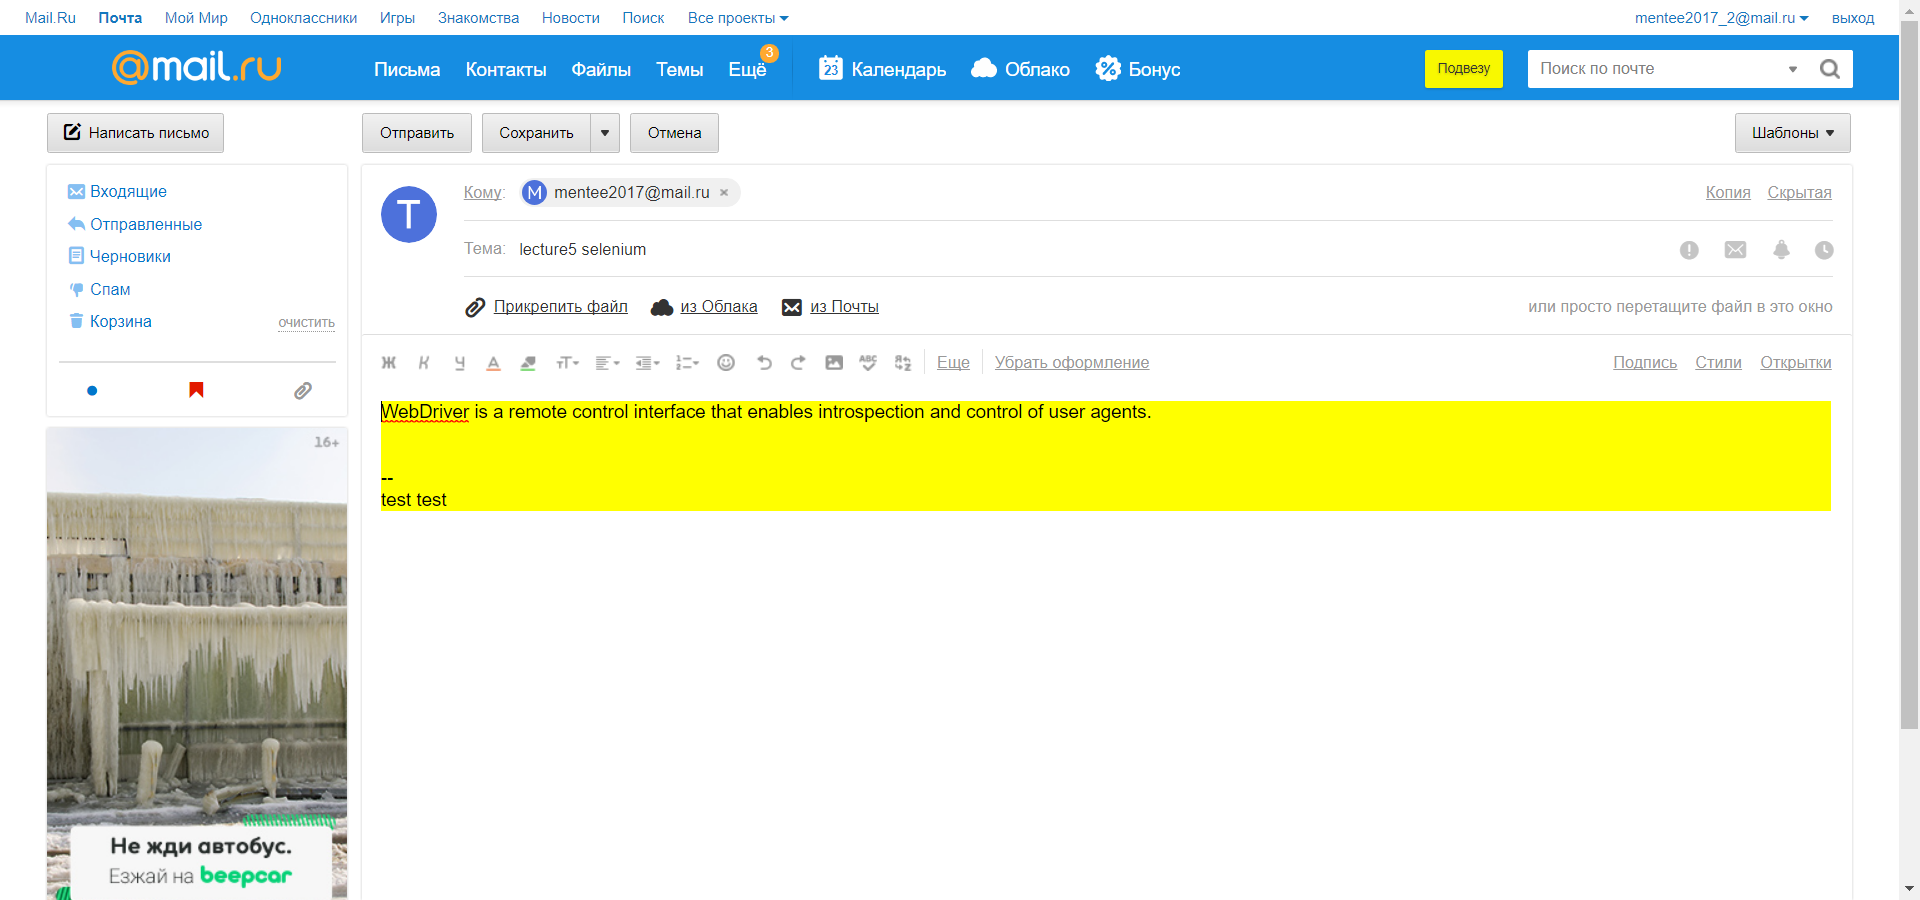 Mail.Ru Почта Мой Мир Одноклассники Игры Знакомства Новости Поиск Все проекты mentee2017_2@mail.ru выход
@mail.ru Письма Контакты Файлы Темы Ещё 3 23 Календарь Облако Бонус Подвезу Поиск по почте
Написать письмо Отправить Сохранить Отмена Шаблоны
Входящие
Отправленные
Черновики
Спам
Корзина очистить
T Кому: M mentee2017@mail.ru × Копия Скрытая
Тема: lecture5 selenium
Прикрепить файл из Облака из Почты или просто перетащите файл в это окно
Ж К Ч А тТ ABC Еще Убрать оформление Подпись Стили Открытки
WebDriver is a remote control interface that enables introspection and control of user agents.
--
test test
16+
Не жди автобус.
Езжай на beepcar